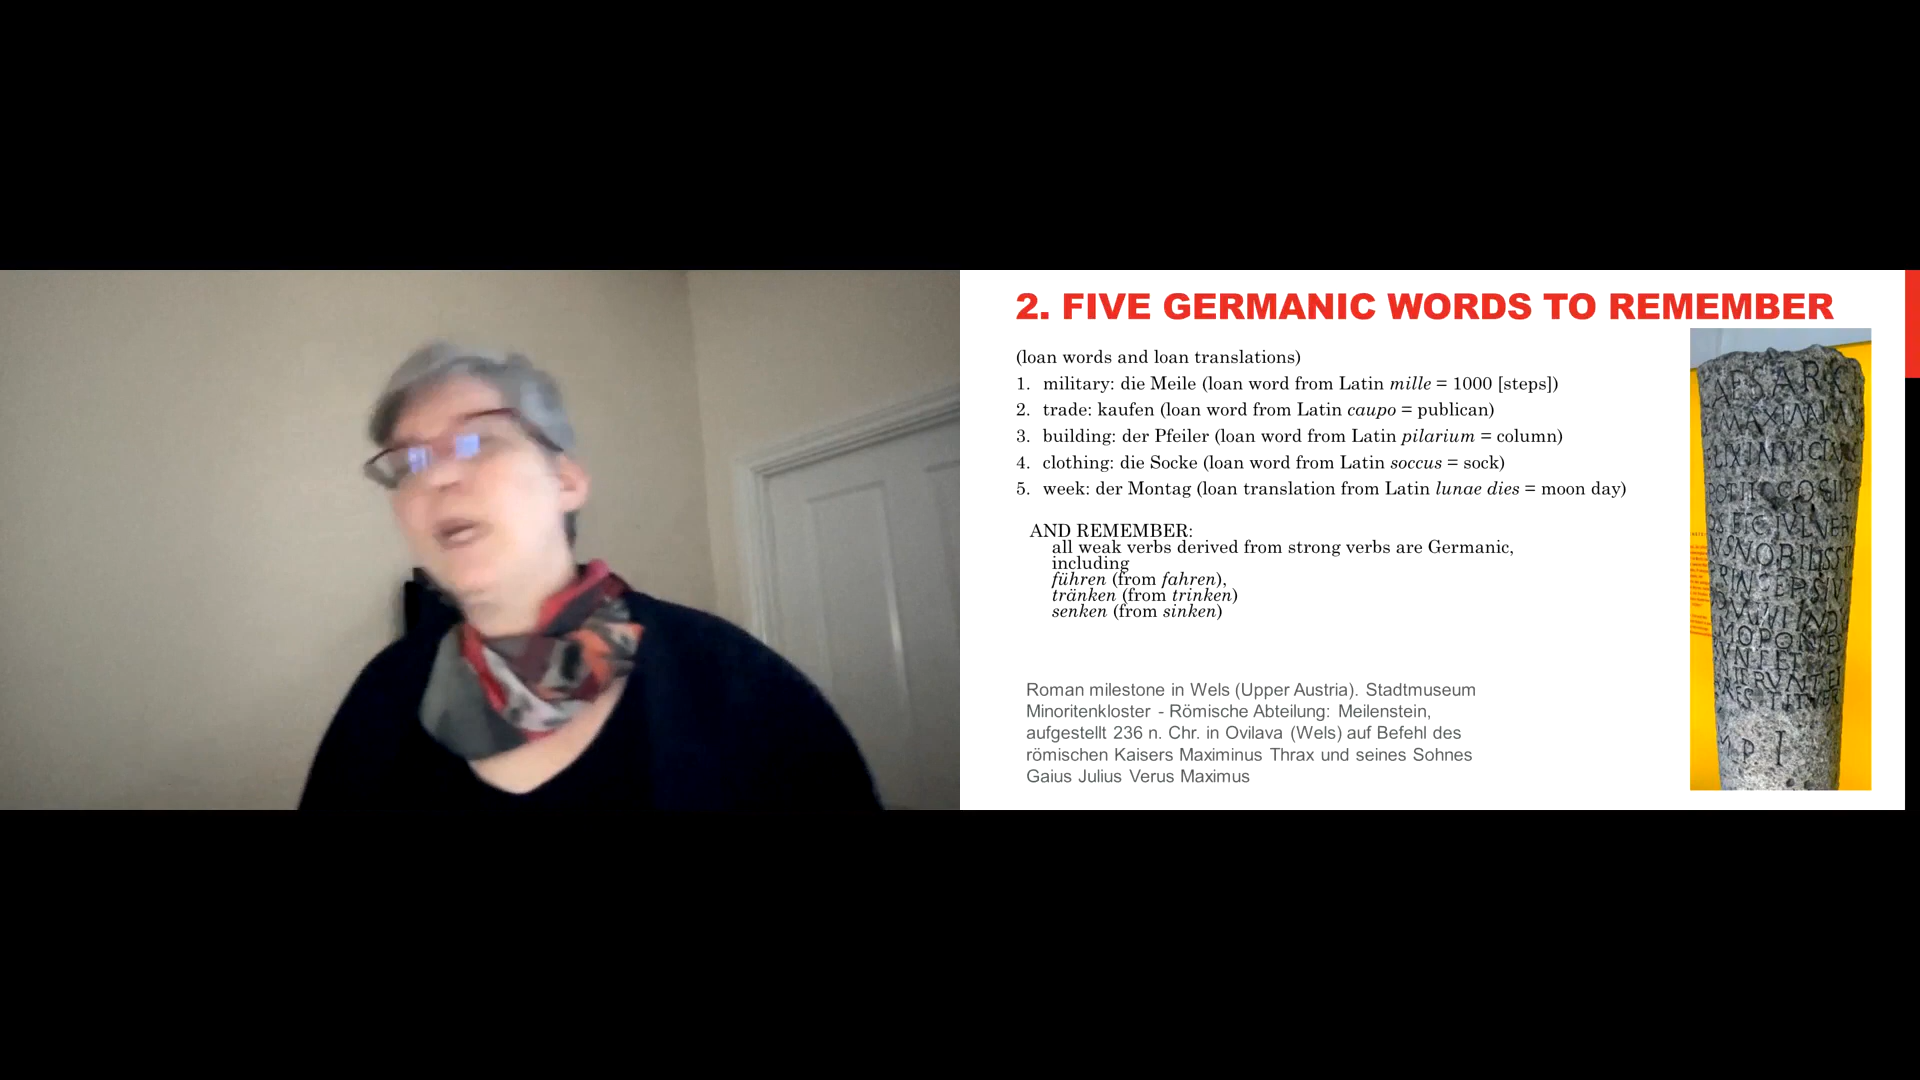 2. FIVE GERMANIC WORDS TO REMEMBER
(loan words and loan translations)
1. military: die Meile (loan word from Latin mille = 1000 [steps])
2. trade: kaufen (loan word from Latin caupo = publican)
3. building: der Pfeiler (loan word from Latin pilarium = column)
4. clothing: die Socke (loan word from Latin soccus = sock)
5. week: der Montag (loan translation from Latin lunae dies = moon day)
AND REMEMBER:
all weak verbs derived from strong verbs are Germanic,
including
führen (from fahren),
tränken (from trinken)
senken (from sinken)
Roman milestone in Wels (Upper Austria). Stadtmuseum
Minoritenkloster - Römische Abteilung: Meilenstein,
aufgestellt 236 n. Chr. in Ovilava (Wels) auf Befehl des
römischen Kaisers Maximinus Thrax und seines Sohnes
Gaius Julius Verus Maximus